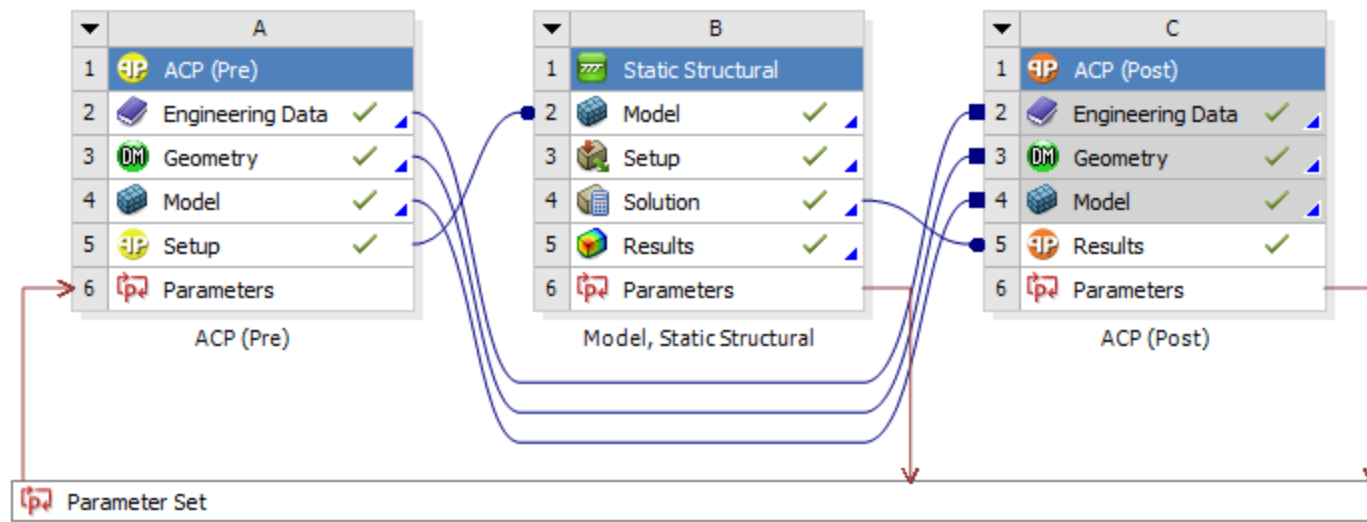 A
1 ACP (Pre)
2 Engineering Data
3 Geometry
4 Model
5 Setup
6 Parameters
ACP (Pre)
B
1 Static Structural
2 Model
3 Setup
4 Solution
5 Results
6 Parameters
Model, Static Structural
C
1 ACP (Post)
2 Engineering Data
3 DM Geometry
4 Model
5 Results
6 Parameters
ACP (Post)
Parameter Set